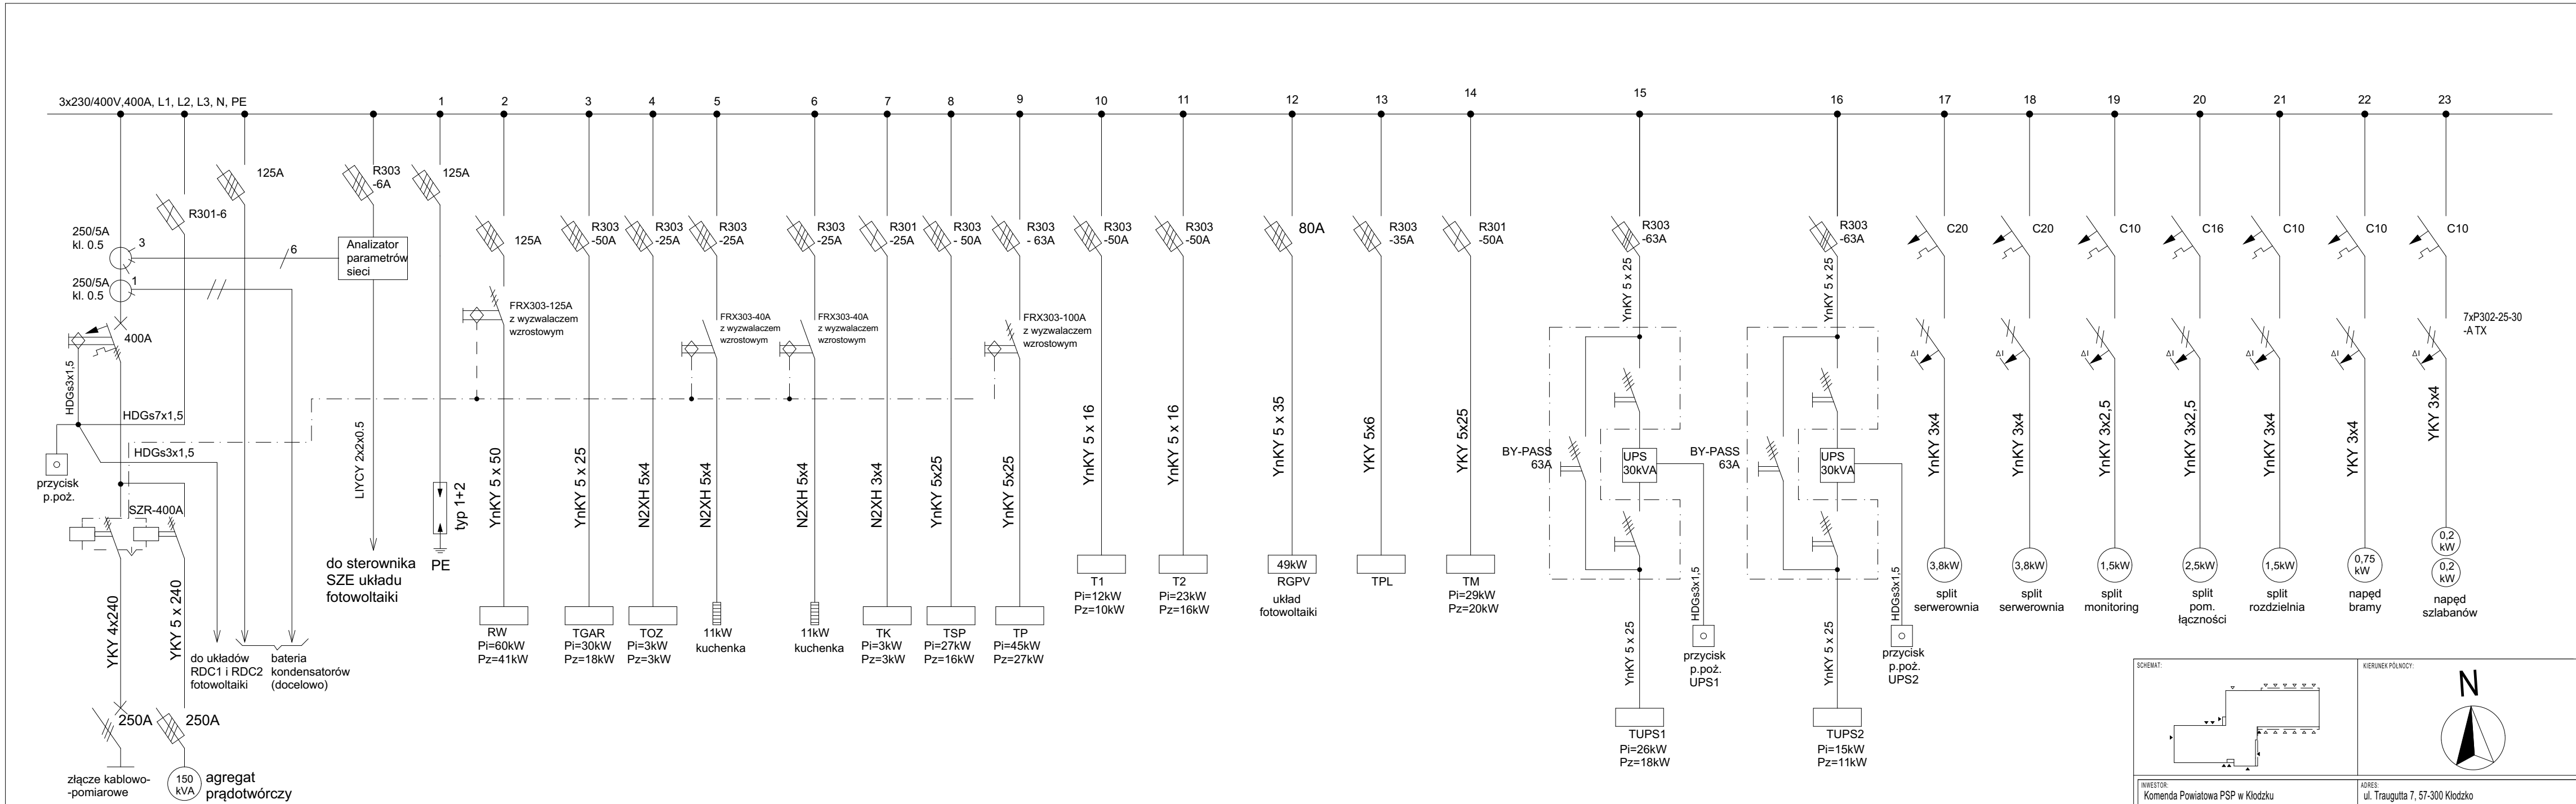 3x230/400V,400A, L1, L2, L3, N, PE
1
2
3
4
5
6
7
8
9
10
11
12
13
14
15
16
17
18
19
20
21
22
23
125A
R301-6
250/5A
kl. 0.5
3
6
250/5A
kl. 0.5
1
400A
HDGs3x1,5
HDGs7x1,5
HDGs3x1,5
przycisk
p.poż.
SZR-400A
YKY 4x240
YKY 5 x 240
250A
250A
złącze kablowo-
-pomiarowe
150
kVA
agregat
prądotwórczy
do układów
RDC1 i RDC2
fotowoltaiki
bateria
kondensatorów
(docelowo)
R303
-6A
Analizator
parametrów
sieci
LIYCY 2x2x0.5
do sterownika
SZE układu
fotowoltaiki
125A
typ 1+2
PE
125A
FRX303-125A
z wyzwalaczem
wzrostowym
YnKY 5 x 50
RW
Pi=60kW
Pz=41kW
R303
-50A
YnKY 5 x 25
TGAR
Pi=30kW
Pz=18kW
R303
-25A
N2XH 5x4
TOZ
Pi=3kW
Pz=3kW
R303
-25A
FRX303-40A
z wyzwalaczem
wzrostowym
N2XH 5x4
11kW
kuchenka
R303
-25A
FRX303-40A
z wyzwalaczem
wzrostowym
N2XH 5x4
11kW
kuchenka
R301
-25A
N2XH 3x4
TK
Pi=3kW
Pz=3kW
R303
- 50A
YnKY 5x25
TSP
Pi=27kW
Pz=16kW
R303
- 63A
FRX303-100A
z wyzwalaczem
wzrostowym
YnKY 5x25
TP
Pi=45kW
Pz=27kW
R303
-50A
YnKY 5 x 16
T1
Pi=12kW
Pz=10kW
R303
-50A
YnKY 5 x 16
T2
Pi=23kW
Pz=16kW
80A
YnKY 5 x 35
49kW
RGPV
układ
fotowoltaiki
R303
-35A
YKY 5x6
TPL
R301
-50A
YKY 5x25
TM
Pi=29kW
Pz=20kW
R303
-63A
YnKY 5 x 25
BY-PASS
63A
UPS
30kVA
HDGs3x1,5
przycisk
p.poż.
UPS1
YnKY 5 x 25
TUPS1
Pi=26kW
Pz=18kW
R303
-63A
YnKY 5 x 25
BY-PASS
63A
UPS
30kVA
HDGs3x1,5
przycisk
p.poż.
UPS2
YnKY 5 x 25
TUPS2
Pi=15kW
Pz=11kW
C20
ΔI
YnKY 3x4
3,8kW
split
serwerownia
C20
ΔI
YnKY 3x4
3,8kW
split
serwerownia
C10
ΔI
YnKY 3x2,5
1,5kW
split
monitoring
C16
ΔI
YnKY 3x2,5
2,5kW
split
pom.
łączności
C10
ΔI
YnKY 3x4
1,5kW
split
rozdzielnia
C10
ΔI
YKY 3x4
0,75
kW
napęd
bramy
C10
7xP302-25-30
-A TX
ΔI
YKY 3x4
0,2
kW
0,2
kW
napęd
szlabanów
SCHEMAT:
KIERUNEK PÓŁNOCY:
N
INWESTOR:
Komenda Powiatowa PSP w Kłodzku
ADRES:
ul. Traugutta 7, 57-300 Kłodzko